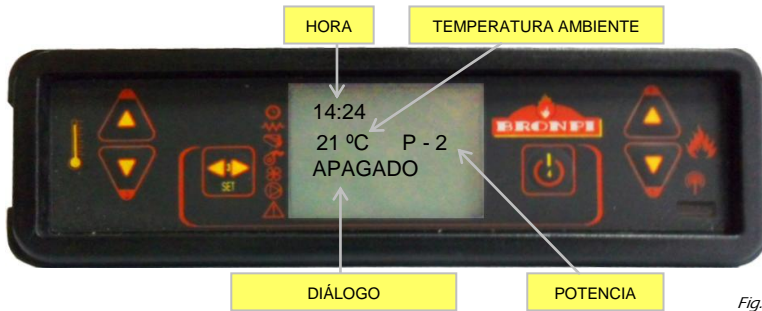 HORA
TEMPERATURA AMBIENTE
14:24
21 ºC P - 2
APAGADO
BRONPI
SET
DIÁLOGO
POTENCIA
Fig.